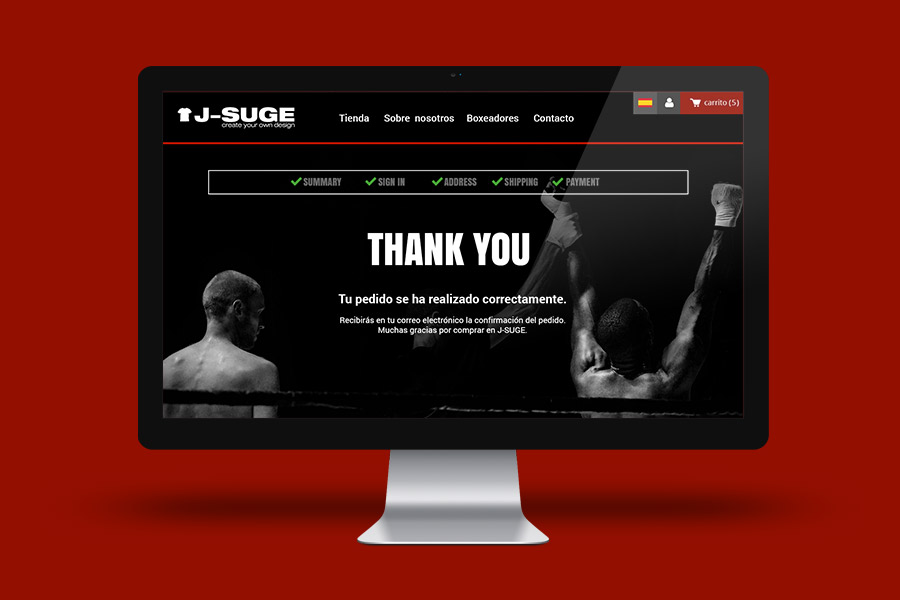 J-SUGE
create your own design
Tienda Sobre nosotros Boxeadores Contacto
carrito (5)
SUMMARY SIGN IN ADDRESS SHIPPING PAYMENT
THANK YOU
Tu pedido se ha realizado correctamente.
Recibirás en tu correo electrónico la confirmación del pedido.
Muchas gracias por comprar en J-SUGE.